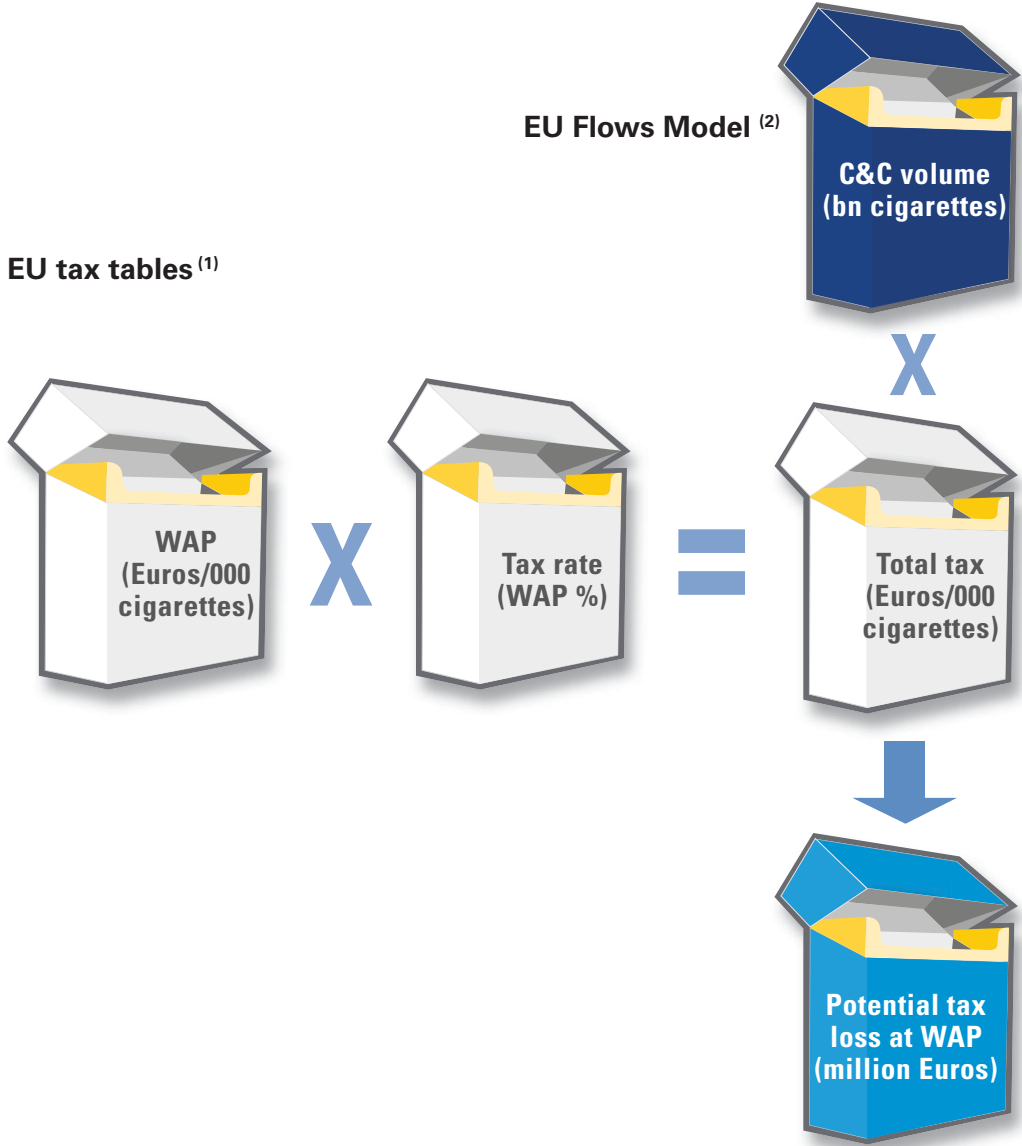 EU Flows Model (2)
C&C volume
(bn cigarettes)
EU tax tables (1)
X
WAP
(Euros/000
cigarettes)
X
Tax rate
(WAP %)
=
Total tax
(Euros/000
cigarettes)
Potential tax
loss at WAP
(million Euros)